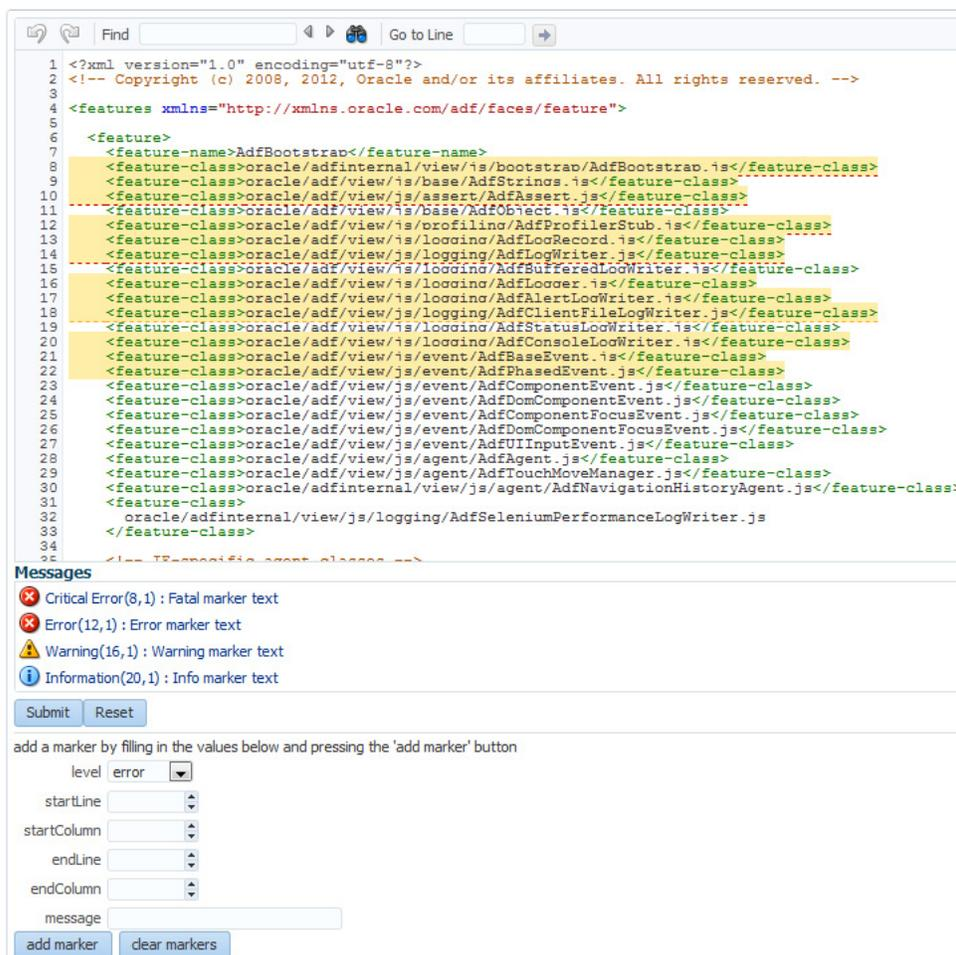 Find Go to Line
1 <?xml version="1.0" encoding="utf-8"?>
2 <!-- Copyright (c) 2008, 2012, Oracle and/or its affiliates. All rights reserved. -->
3
4 <features xmlns="http://xmlns.oracle.com/adf/faces/feature">
5
6 <feature>
7 <feature-name>AdfBootstrap</feature-name>
8 <feature-class>oracle/adfinternal/view/js/bootstrap/AdfBootstrap.js</feature-class>
9 <feature-class>oracle/adf/view/js/base/AdfStrings.js</feature-class>
10 <feature-class>oracle/adf/view/js/assert/AdfAssert.js</feature-class>
11 <feature-class>oracle/adf/view/js/base/AdfObject.js</feature-class>
12 <feature-class>oracle/adf/view/js/profiling/AdfProfilerStub.js</feature-class>
13 <feature-class>oracle/adf/view/js/logging/AdfLogRecord.js</feature-class>
14 <feature-class>oracle/adf/view/js/logging/AdfLogWriter.js</feature-class>
15 <feature-class>oracle/adf/view/js/logging/AdfBufferedLogWriter.js</feature-class>
16 <feature-class>oracle/adf/view/js/logging/AdfLogger.js</feature-class>
17 <feature-class>oracle/adf/view/js/logging/AdfAlertLogWriter.js</feature-class>
18 <feature-class>oracle/adf/view/js/logging/AdfClientFileLogWriter.js</feature-class>
19 <feature-class>oracle/adf/view/js/logging/AdfStatusLogWriter.js</feature-class>
20 <feature-class>oracle/adf/view/js/logging/AdfConsoleLogWriter.js</feature-class>
21 <feature-class>oracle/adf/view/js/event/AdfBaseEvent.js</feature-class>
22 <feature-class>oracle/adf/view/js/event/AdfPhasedEvent.js</feature-class>
23 <feature-class>oracle/adf/view/js/event/AdfComponentEvent.js</feature-class>
24 <feature-class>oracle/adf/view/js/event/AdfDomComponentEvent.js</feature-class>
25 <feature-class>oracle/adf/view/js/event/AdfComponentFocusEvent.js</feature-class>
26 <feature-class>oracle/adf/view/js/event/AdfDomComponentFocusEvent.js</feature-class>
27 <feature-class>oracle/adf/view/js/event/AdfUIInputEvent.js</feature-class>
28 <feature-class>oracle/adf/view/js/agent/AdfAgent.js</feature-class>
29 <feature-class>oracle/adf/view/js/agent/AdfTouchMoveManager.js</feature-class>
30 <feature-class>oracle/adfinternal/view/js/agent/AdfNavigationHistoryAgent.js</feature-class>
31 <feature-class>
32 oracle/adfinternal/view/js/logging/AdfSeleniumPerformanceLogWriter.js
33 </feature-class>
34
35 <!-- IE-specific agent classes -->
Messages
Critical Error(8,1) : Fatal marker text
Error(12,1) : Error marker text
Warning(16,1) : Warning marker text
Information(20,1) : Info marker text
Submit Reset
add a marker by filling in the values below and pressing the 'add marker' button
level error
startLine
startColumn
endLine
endColumn
message
add marker clear markers